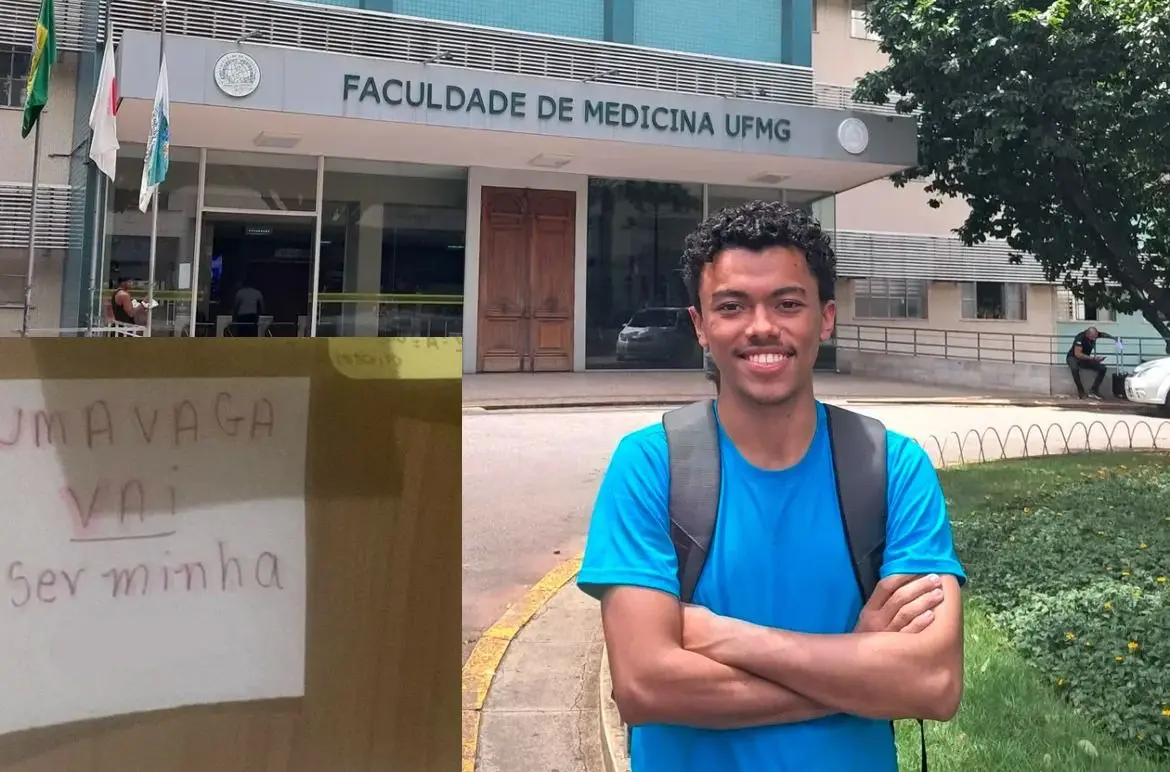 FACULDADE DE MEDICINA UFMG
UMA VAGA
VAi
ser minha